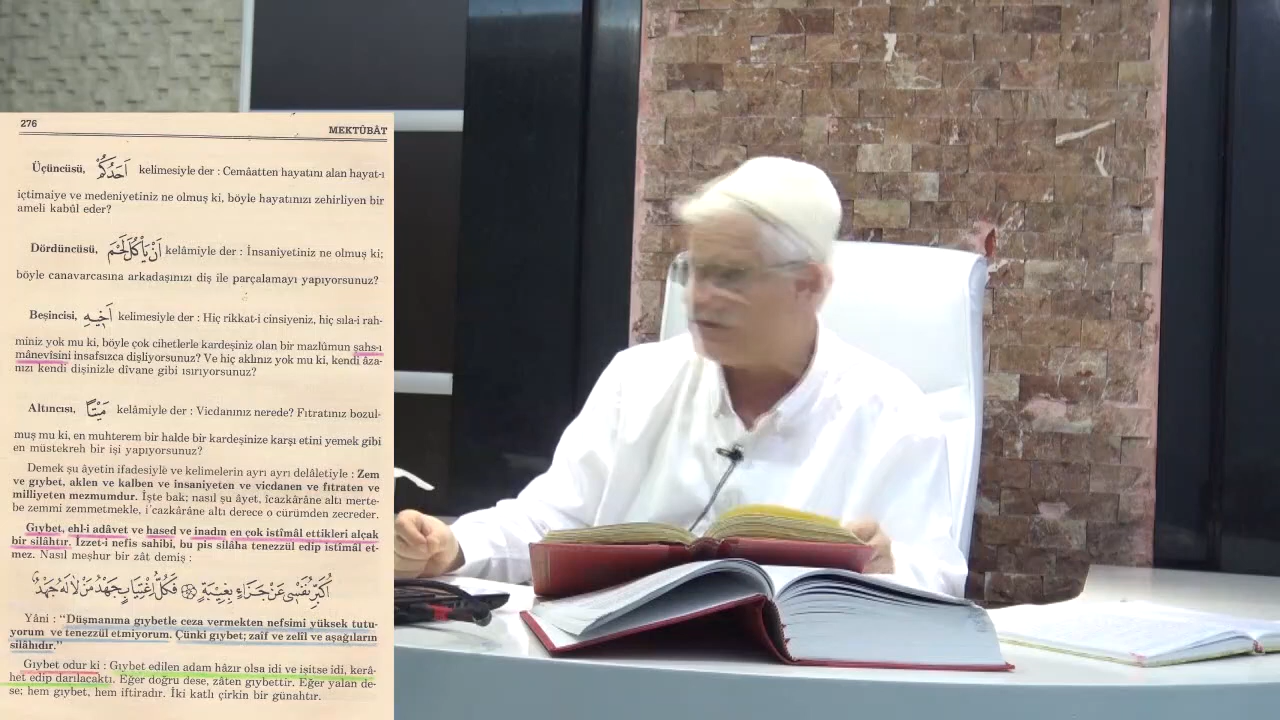 276
MEKTÛBÂT
Üçüncüsü, اَحَدُكُمْ kelimesiyle der : Cemâatten hayatını alan hayat-ı
içtimaiye ve medeniyetiniz ne olmuş ki, böyle hayatınızı zehirliyen bir
ameli kabûl eder?
Dördüncüsü, اَنْ يَاْكُلَ لَحْمَ kelâmiyle der : İnsaniyetiniz ne olmuş ki;
böyle canavarcasına arkadaşınızı diş ile parçalamayı yapıyorsunuz?
Beşincisi, اَخِيهِ kelimesiyle der : Hiç rikkat-i cinsiyeniz, hiç sıla-i rah-
miniz yok mu ki, böyle çok cihetlerle kardeşiniz olan bir mazlûmun şahs-ı
mânevîsini insafsızca dişliyorsunuz? Ve hiç aklınız yok mu ki, kendi âza-
nızı kendi dişinizle dîvane gibi ısırıyorsunuz?
Altıncısı, مَيْتًا kelâmiyle der : Vicdanınız nerede? Fıtratınız bozul-
muş mu ki, en muhterem bir halde bir kardeşinize karşı etini yemek gibi
en müstekreh bir işi yapıyorsunuz?
Demek şu âyetin ifadesiyle ve kelimelerin ayrı ayrı delâletiyle : Zem
ve gıybet, aklen ve kalben ve insaniyeten ve vicdanen ve fıtraten ve
milliyeten mezmumdur. İşte bak; nasıl şu âyet, îcazkârane altı merte-
be zemmi zemmetmekle, i'cazkârâne altı derece o cürümden zecreder.
Gıybet, ehl-i adâvet ve hased ve inadın en çok istîmâl ettikleri alçak
bir silâhtır. İzzet-i nefis sahibi, bu pis silâha tenezzül edip istîmal et-
mez. Nasıl meşhur bir zât demiş :
اُكَبِّرُ نَفْسِى عَنْ جَزَاءٍ بِغِيْبَةٍ ۞ فَكُلُّ اغْتِيَابٍ جَهْدُ مَنْ لَا لَهُ جَهْدٌ
Yâni : "Düşmanıma gıybetle ceza vermekten nefsimi yüksek tutu-
yorum ve tenezzül etmiyorum. Çünki gıybet; zaîf ve zelîl ve aşağıların
silâhıdır."
Gıybet odur ki : Gıybet edilen adam hâzır olsa idi ve işitse idi, kerâ-
het edip darılacaktı. Eğer doğru dese, zâten gıybettir. Eğer yalan de-
se; hem gıybet, hem iftiradır. İki katlı çirkin bir günahtır.